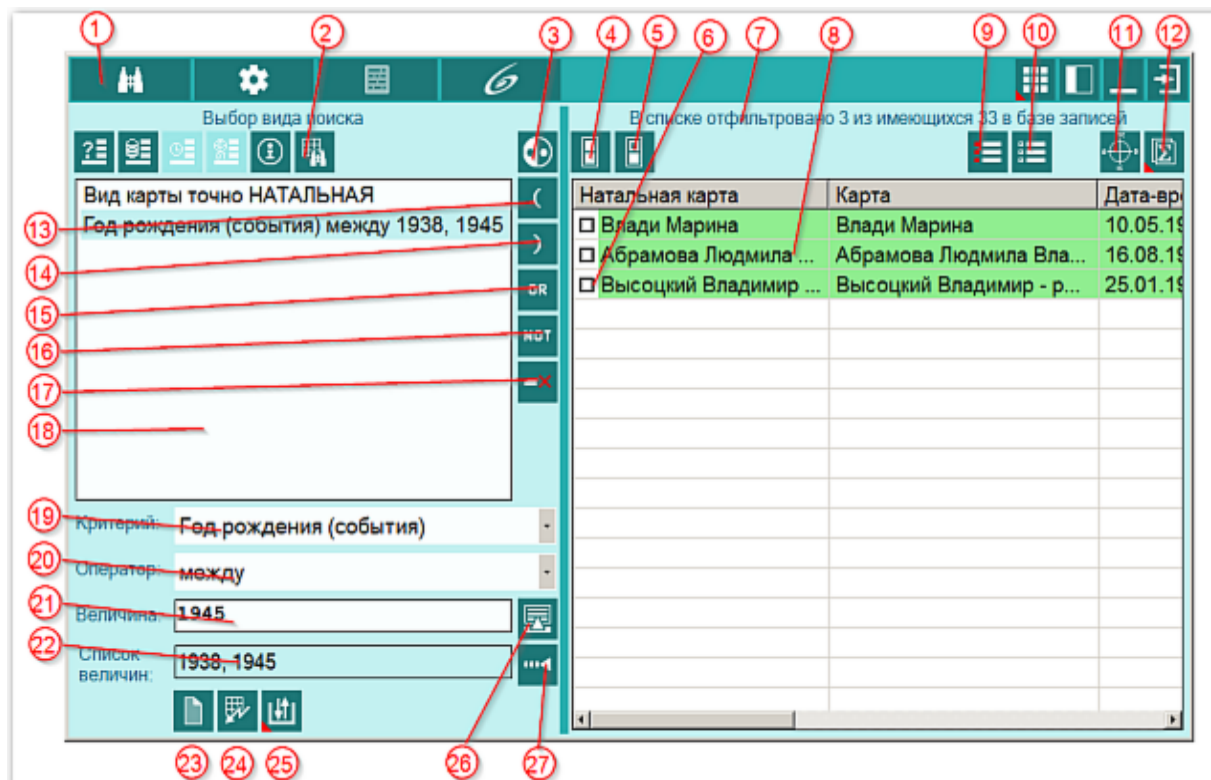 1 2 3 4 5 6 7 8 9 10 11 12
Выбор вида поиска
В списке отфильтровано 3 из имеющихся 33 в базе записей
Вид карты точно НАТАЛЬНАЯ
Год рождения (события) между 1938, 1945
(
)
OR
NOT
13
14
15
16
17
18
Натальная карта Карта Дата-вре
Влади Марина Влади Марина 10.05.19
Абрамова Людмила ... Абрамова Людмила Вла... 16.08.19
Высоцкий Владимир ... Высоцкий Владимир - р... 25.01.19
19 Критерий: Год рождения (события)
20 Оператор: между
21 Величина: 1945
22 Список величин: 1938, 1945
23 24 25 26 27